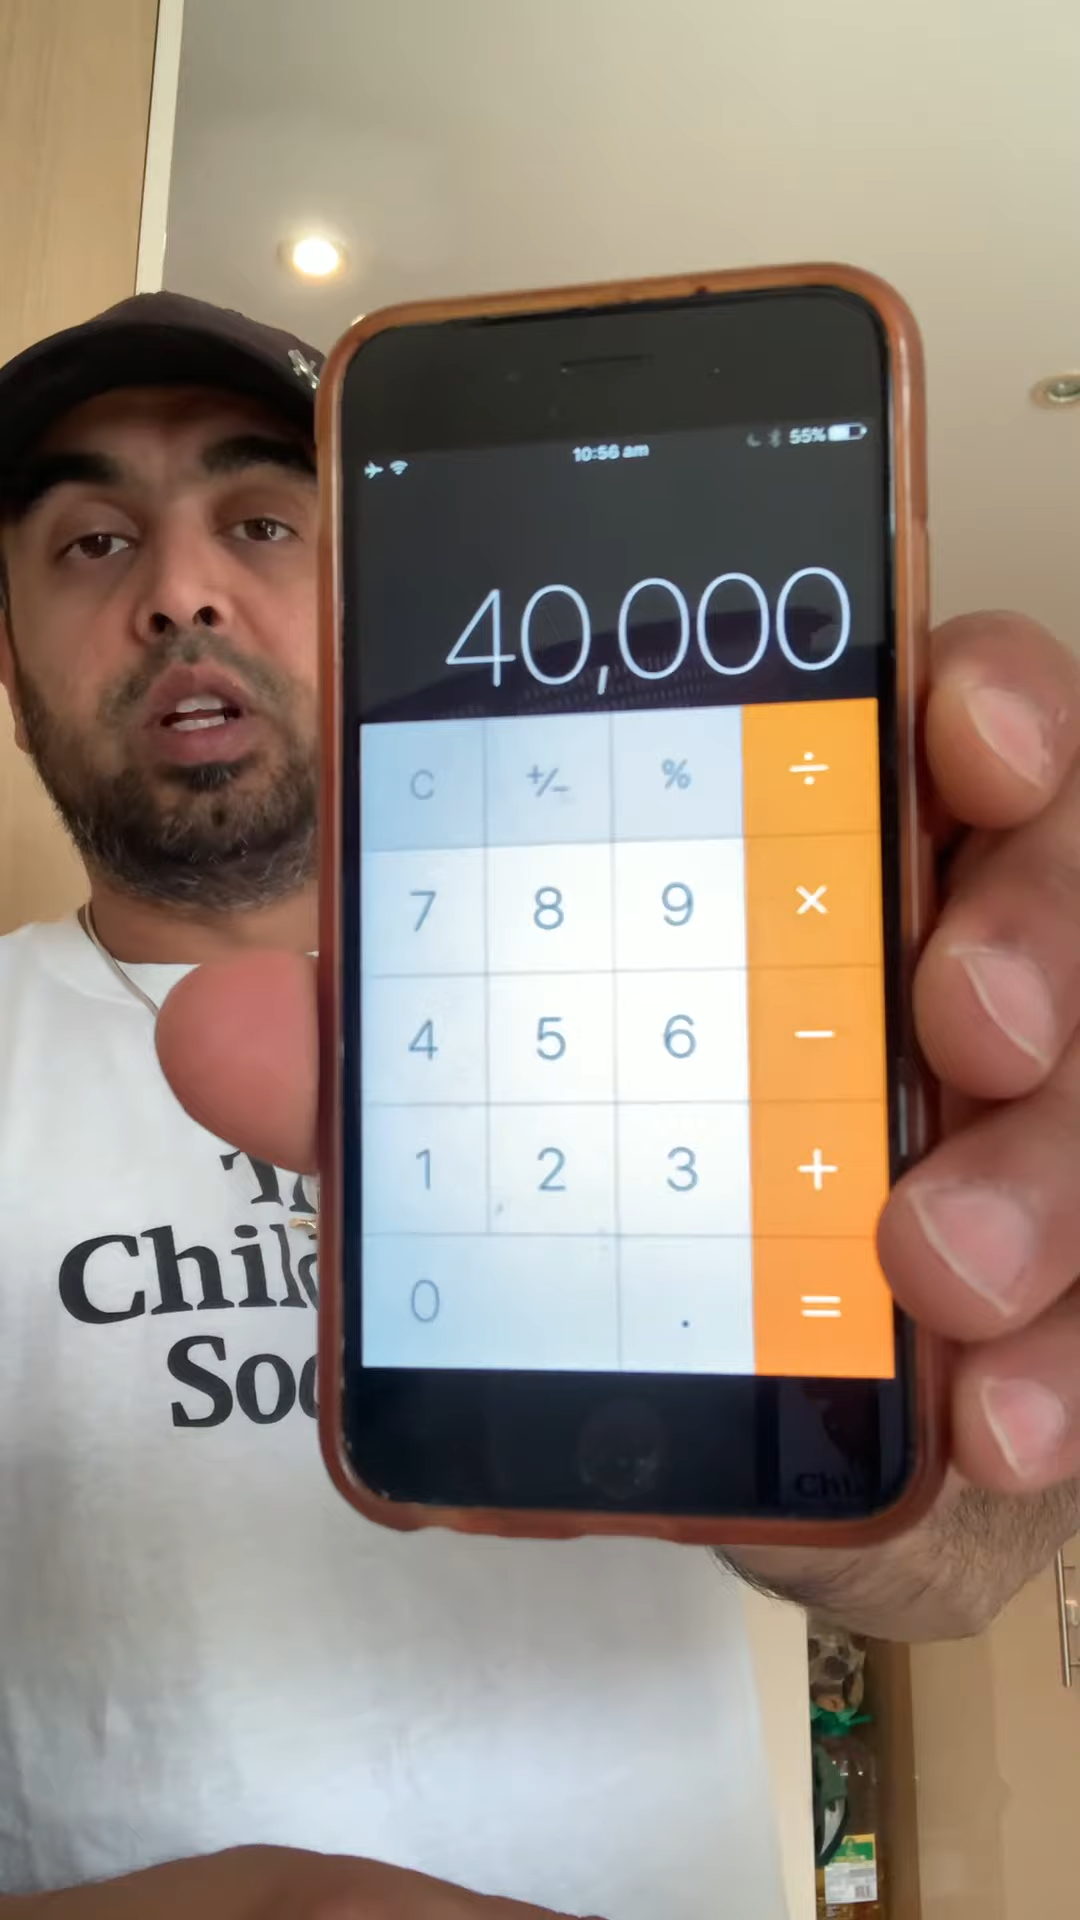 10:56 am
55%
40,000
C +/- % ÷
7 8 9 ×
4 5 6 −
1 2 3 +
0 . =
Chil
Soc